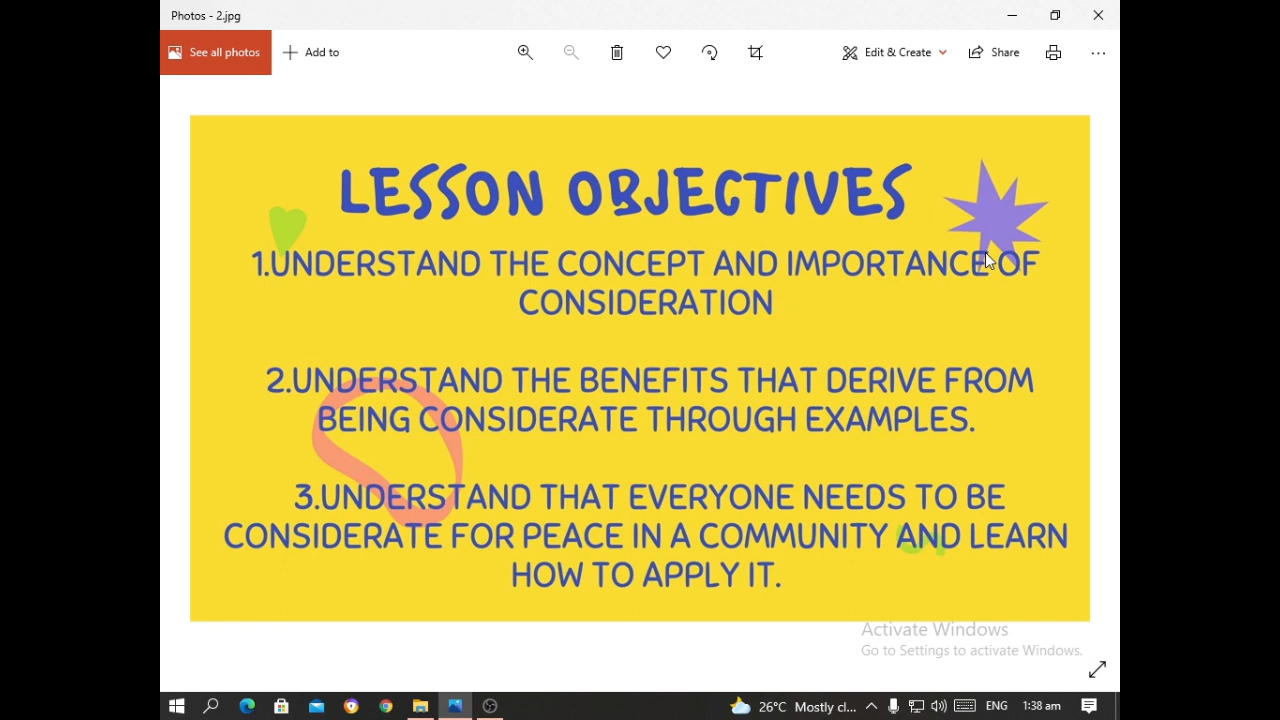 Photos - 2.jpg
See all photos
Add to
Edit & Create
Share
LESSON OBJECTIVES
1.UNDERSTAND THE CONCEPT AND IMPORTANCE OF
CONSIDERATION
2.UNDERSTAND THE BENEFITS THAT DERIVE FROM
BEING CONSIDERATE THROUGH EXAMPLES.
3.UNDERSTAND THAT EVERYONE NEEDS TO BE
CONSIDERATE FOR PEACE IN A COMMUNITY AND LEARN
HOW TO APPLY IT.
Activate Windows
Go to Settings to activate Windows.
26°C Mostly cl... ENG 1:38 am